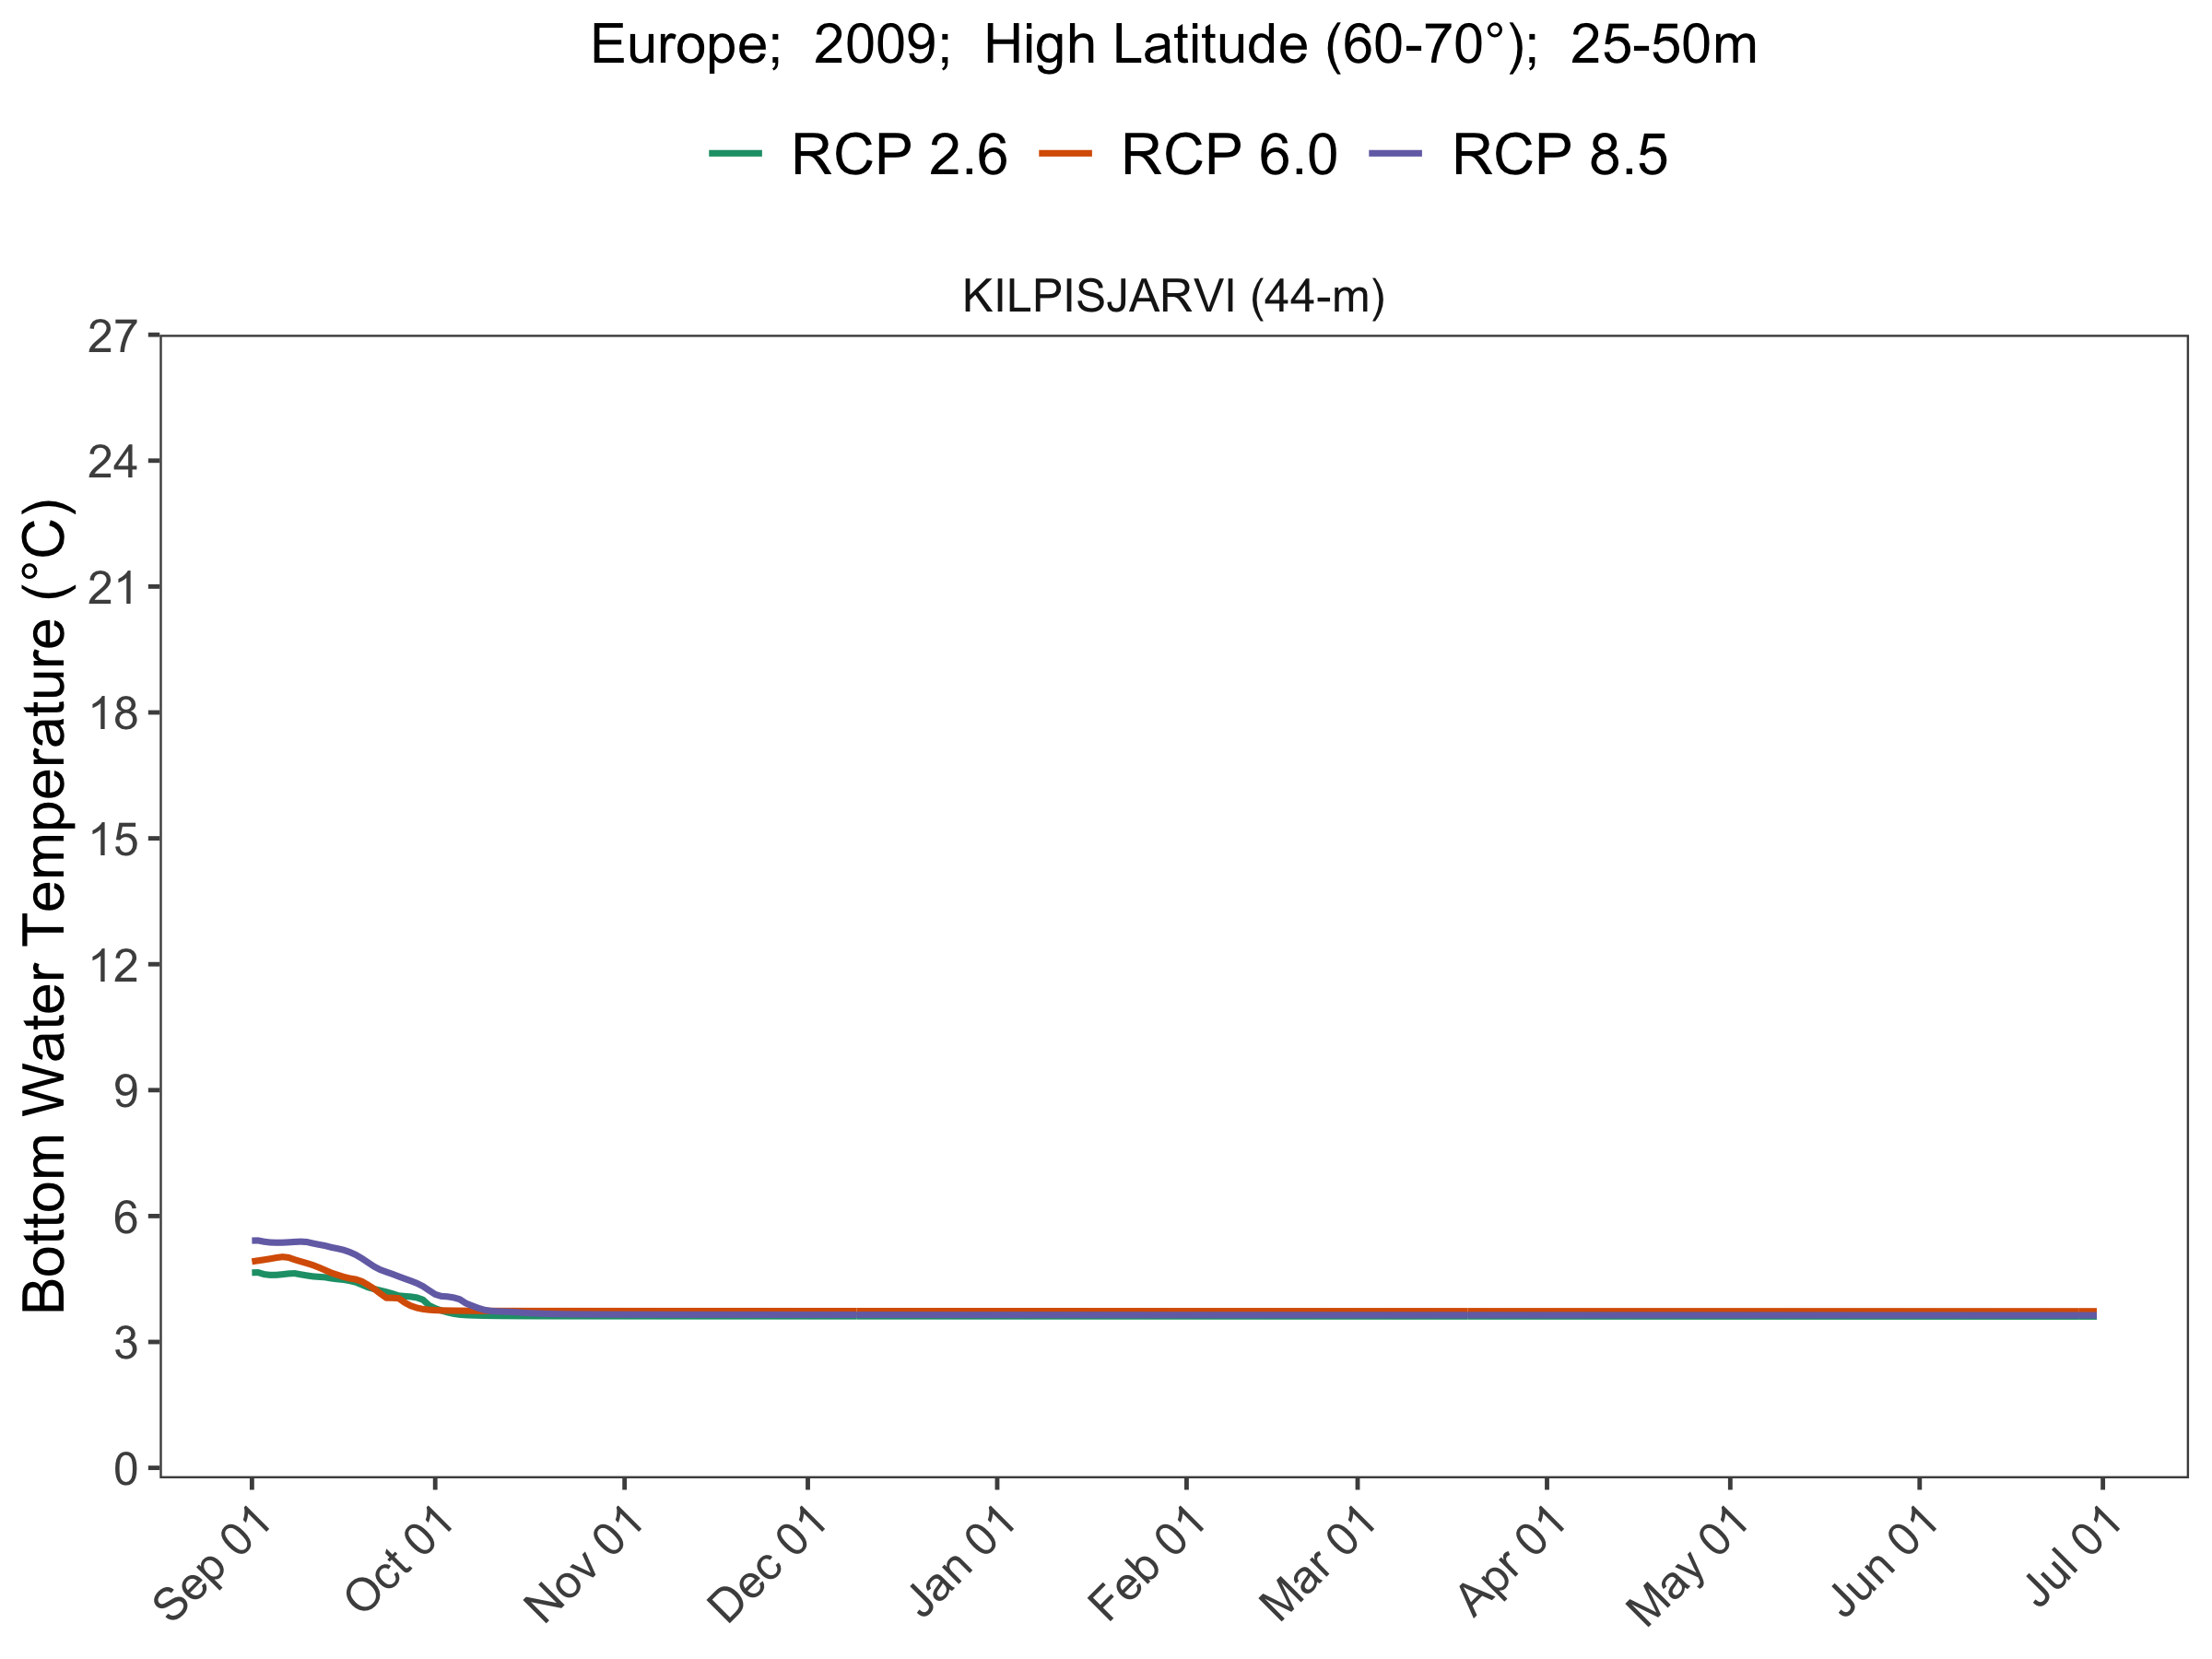 Europe;  2009;  High Latitude (60-70°);  25-50m
RCP 2.6 RCP 6.0 RCP 8.5
KILPISJARVI (44-m)
Bottom Water Temperature (°C)
27
24
21
18
15
12
9
6
3
0
Sep 01 Oct 01 Nov 01 Dec 01 Jan 01 Feb 01 Mar 01 Apr 01 May 01 Jun 01 Jul 01